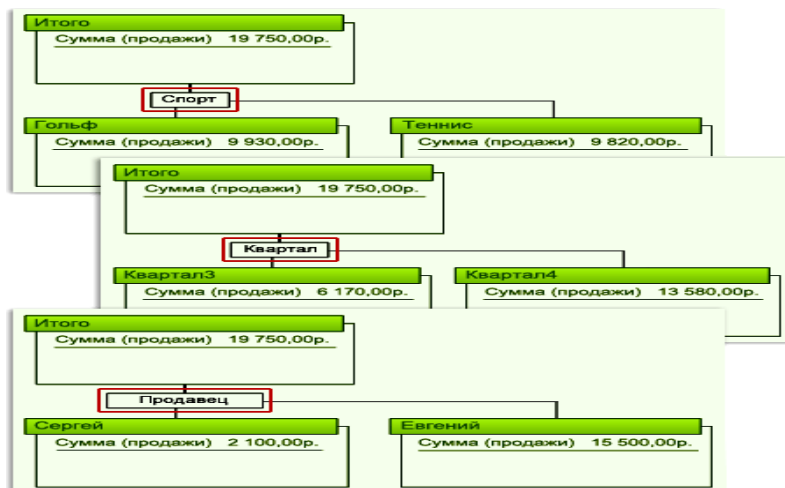 Итого
Сумма (продажи) 19 750,00р.
Спорт
Гольф
Теннис
Сумма (продажи) 9 930,00р.
Сумма (продажи) 9 820,00р.
Итого
Сумма (продажи) 19 750,00р.
Квартал
Квартал3
Квартал4
Сумма (продажи) 6 170,00р.
Сумма (продажи) 13 580,00р.
Итого
Сумма (продажи) 19 750,00р.
Продавец
Сергей
Евгений
Сумма (продажи) 2 100,00р.
Сумма (продажи) 15 500,00р.